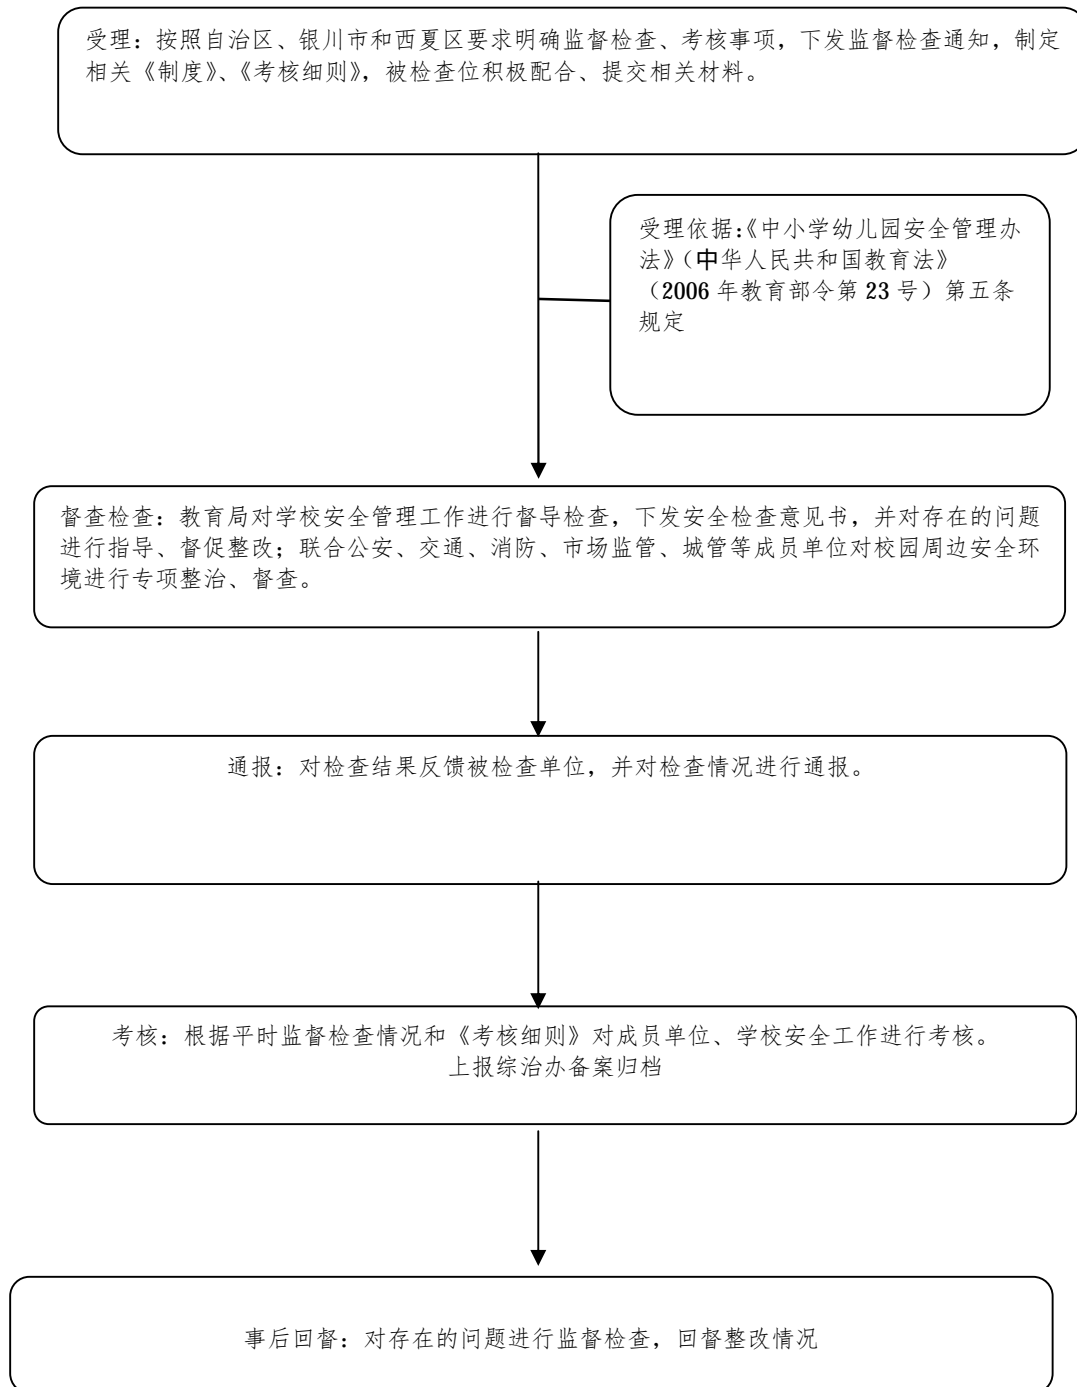 受理：按照自治区、银川市和西夏区要求明确监督检查、考核事项，下发监督检查通知，制定
相关《制度》、《考核细则》，被检查位积极配合、提交相关材料。
受理依据：《中小学幼儿园安全管理办
法》（中华人民共和国教育法》
（2006 年教育部令第 23 号）第五条
规定
督查检查：教育局对学校安全管理工作进行督导检查，下发安全检查意见书，并对存在的问题
进行指导、督促整改；联合公安、交通、消防、市场监管、城管等成员单位对校园周边安全环
境进行专项整治、督查。
通报：对检查结果反馈被检查单位，并对检查情况进行通报。
考核：根据平时监督检查情况和《考核细则》对成员单位、学校安全工作进行考核。
上报综治办备案归档
事后回督：对存在的问题进行监督检查，回督整改情况